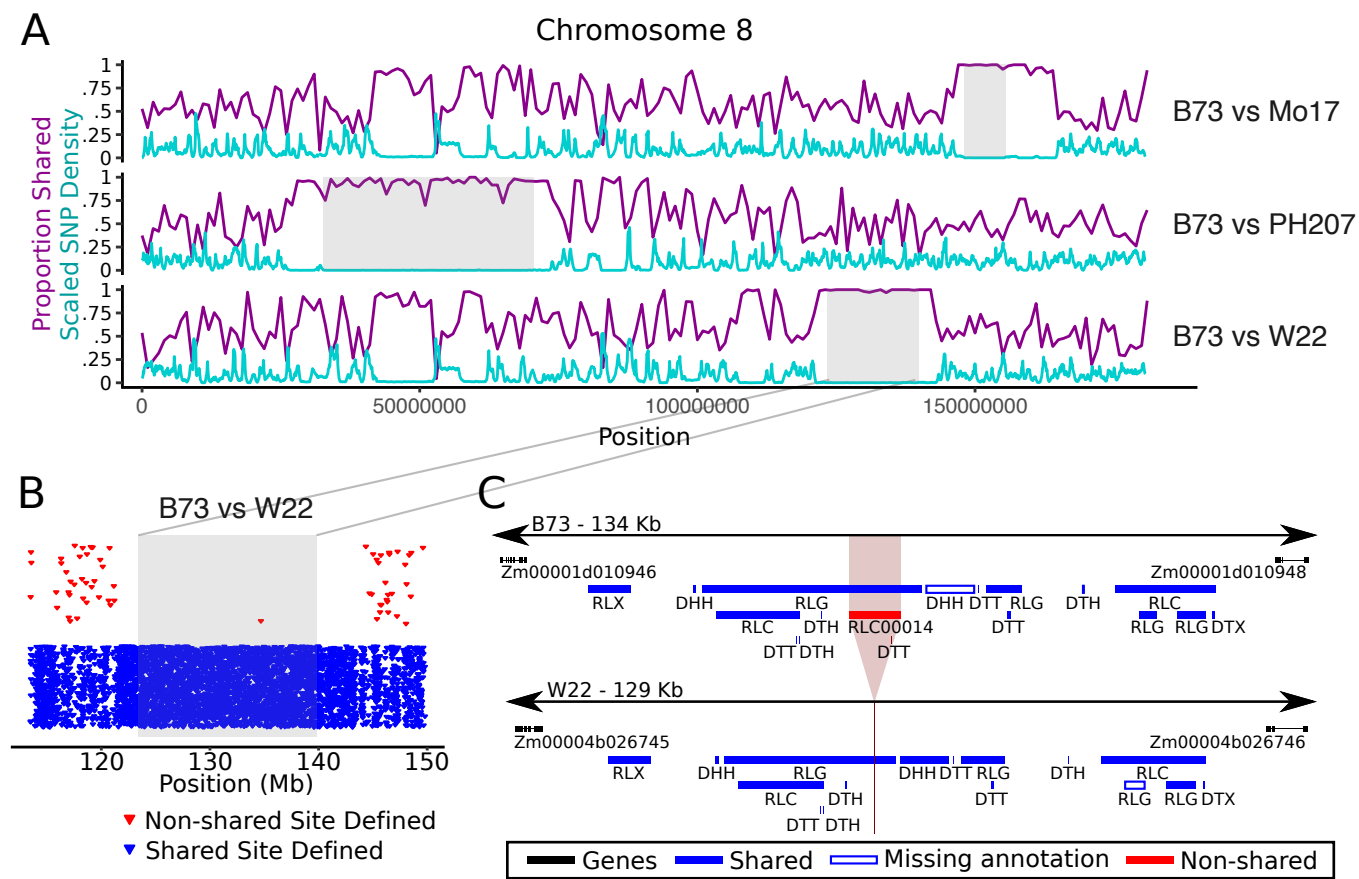 A
Chromosome 8
Proportion Shared
Scaled SNP Density
1
.75
.5
.25
0
B73 vs Mo17
1
.75
.5
.25
0
B73 vs PH207
1
.75
.5
.25
0
B73 vs W22
0 50000000 100000000 150000000
Position
B
B73 vs W22
120 130 140 150
Position (Mb)
Non-shared Site Defined
Shared Site Defined
C
B73 - 134 Kb
Zm00001d010946 Zm00001d010948
RLX DHH RLG DHH DTT RLG DTH RLC
RLC DTH RLC00014 DTT RLG RLG DTX
DTT DTH DTT
W22 - 129 Kb
Zm00004b026745 Zm00004b026746
RLX DHH RLG DHH DTT RLG DTH RLC
RLC DTH DTT RLG RLG DTX
DTT DTH
Genes Shared Missing annotation Non-shared